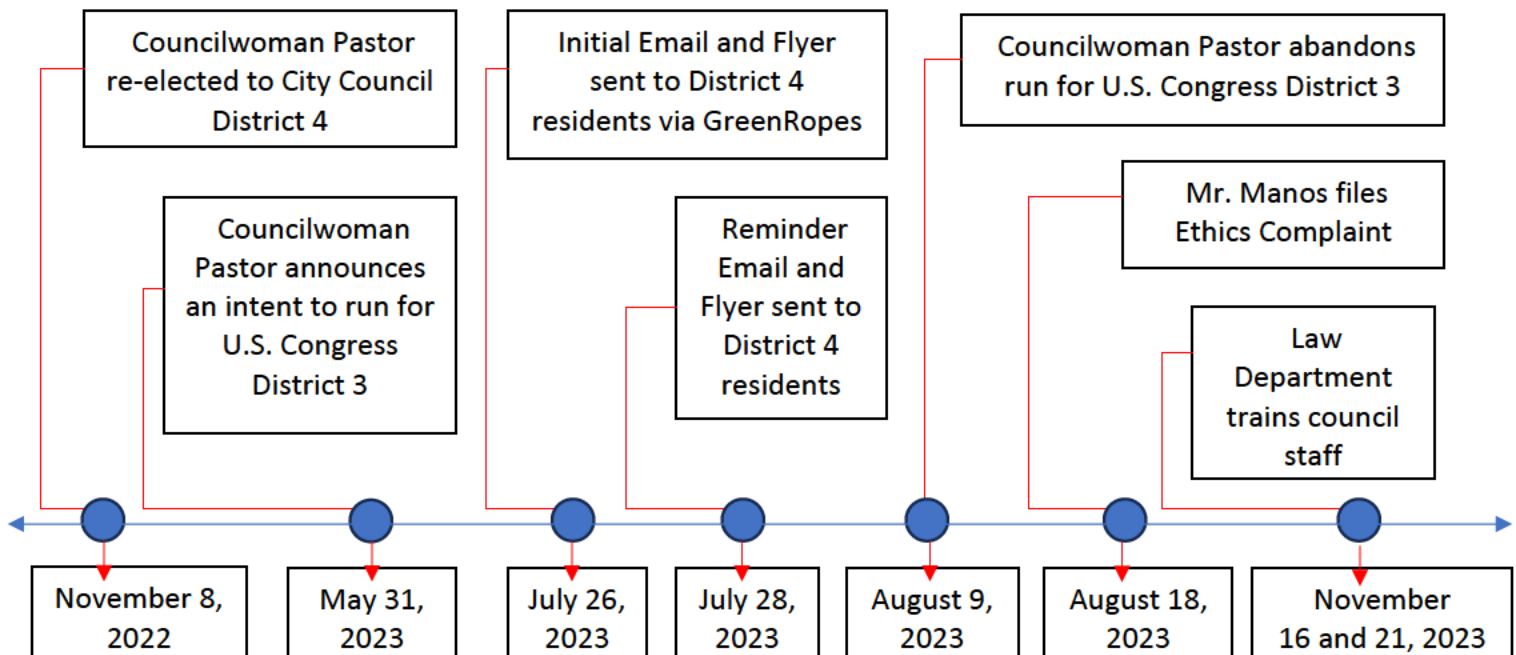 Councilwoman Pastor
re-elected to City Council
District 4
Initial Email and Flyer
sent to District 4
residents via GreenRopes
Councilwoman Pastor abandons
run for U.S. Congress District 3
Councilwoman
Pastor announces
an intent to run for
U.S. Congress
District 3
Reminder
Email and
Flyer sent to
District 4
residents
Mr. Manos files
Ethics Complaint
Law
Department
trains council
staff
November 8,
2022
May 31,
2023
July 26,
2023
July 28,
2023
August 9,
2023
August 18,
2023
November
16 and 21, 2023